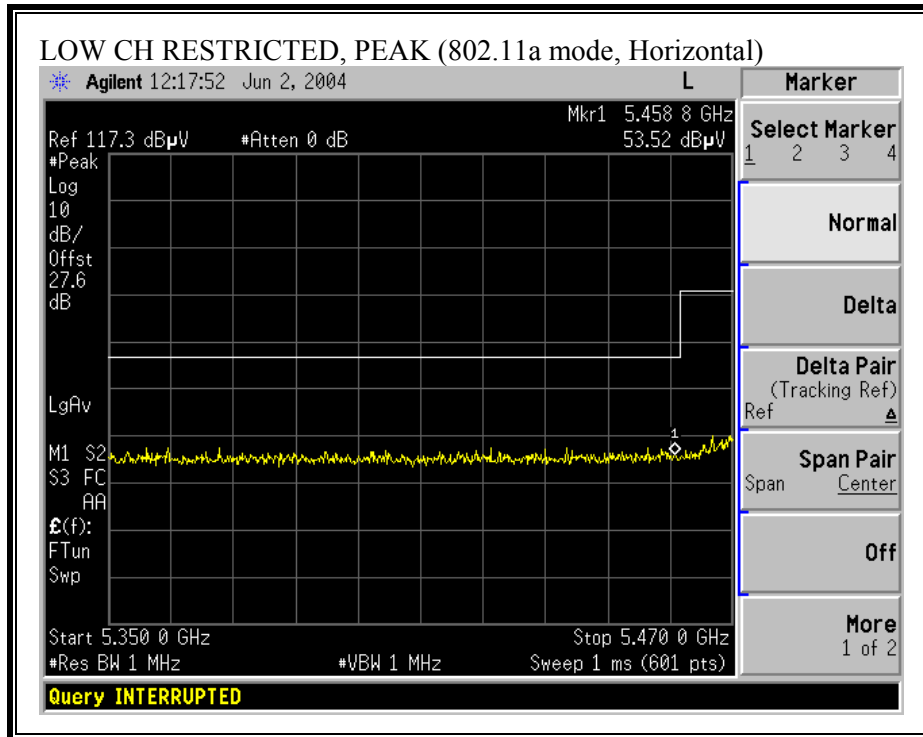 LOW CH RESTRICTED, PEAK (802.11a mode, Horizontal)
Agilent 12:17:52 Jun 2, 2004 L
Mkr1 5.458 8 GHz
Ref 117.3 dBµV #Atten 0 dB 53.52 dBµV
#Peak
Log
10
dB/
Offst
27.6
dB
LgAv
1
M1 S2
S3 FC
AA
£(f):
FTun
Swp
Start 5.350 0 GHz Stop 5.470 0 GHz
#Res BW 1 MHz #VBW 1 MHz Sweep 1 ms (601 pts)
Query INTERRUPTED
Marker
Select Marker
1 2 3 4
Normal
Delta
Delta Pair
(Tracking Ref)
Ref Δ
Span Pair
Span Center
Off
More
1 of 2